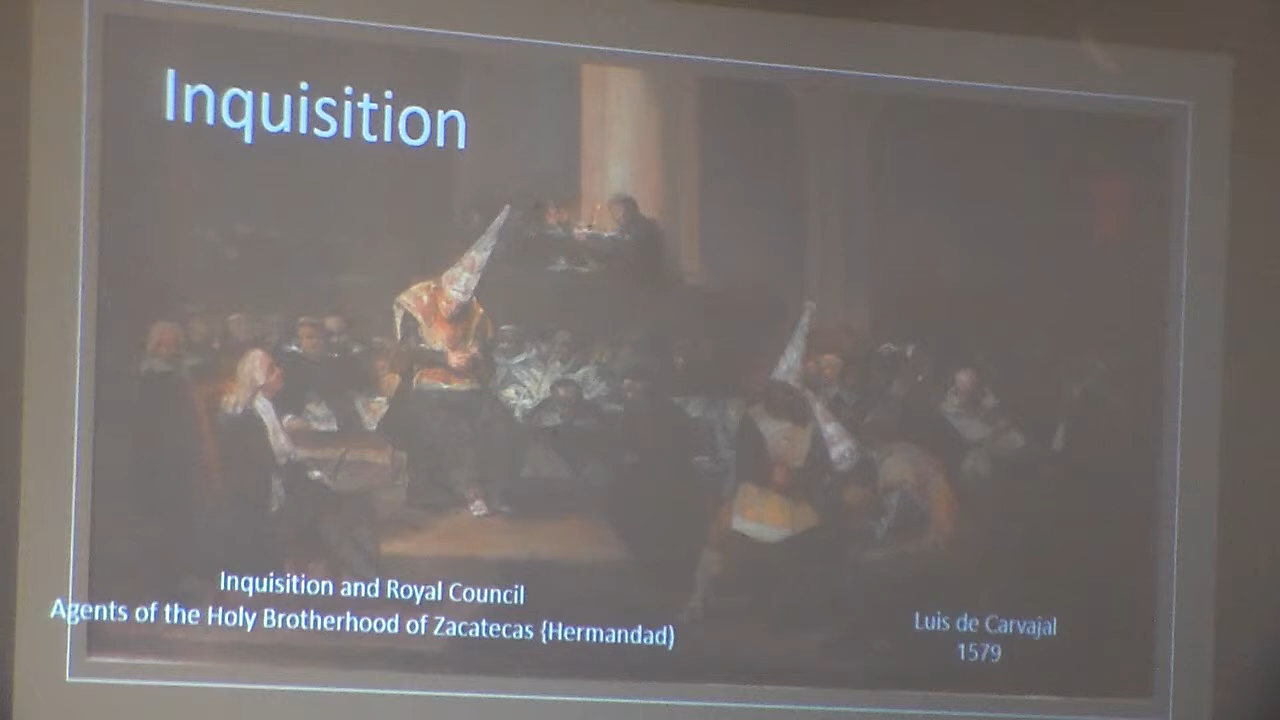 Inquisition
Inquisition and Royal Council
Agents of the Holy Brotherhood of Zacatecas {Hermandad)
Luis de Carvajal
1579